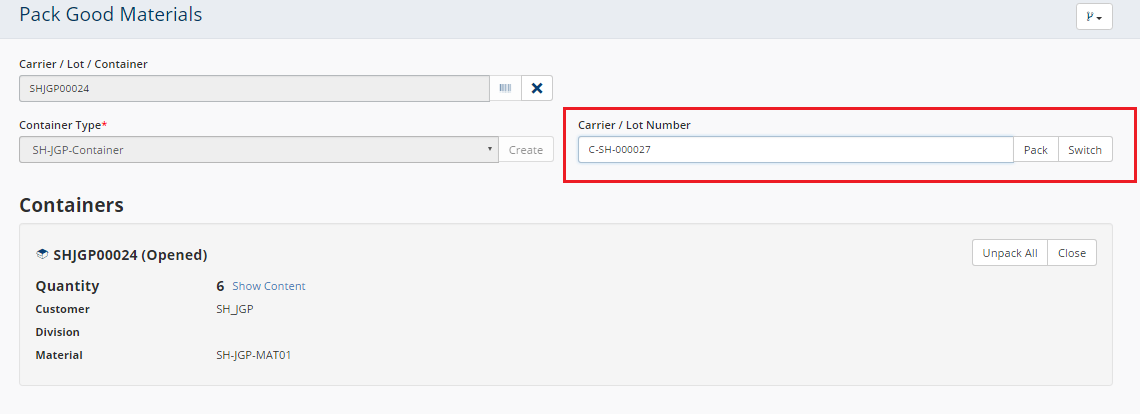 Pack Good Materials
Carrier / Lot / Container
SHJGP00024
Container Type*
SH-JGP-Container
Create
Carrier / Lot Number
C-SH-000027
Pack
Switch
Containers
SHJGP00024 (Opened)
Unpack All
Close
Quantity 6 Show Content
Customer SH_JGP
Division
Material SH-JGP-MAT01